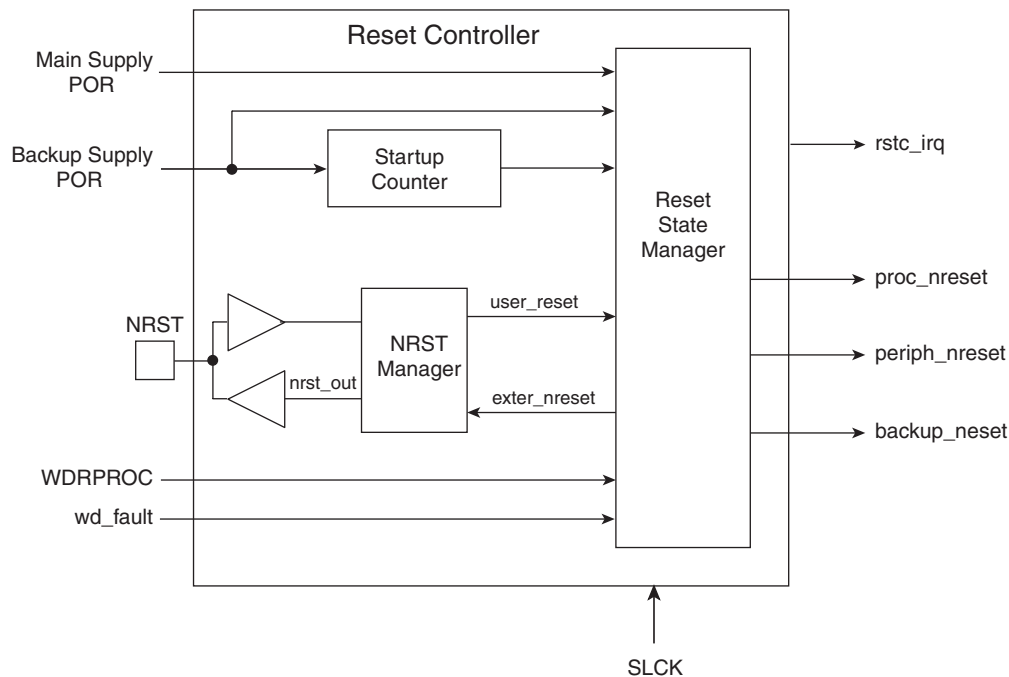 Reset Controller
Main Supply
POR
Backup Supply
POR
Startup
Counter
Reset
State
Manager
rstc_irq
proc_nreset
periph_nreset
backup_neset
NRST
NRST
Manager
user_reset
nrst_out
exter_nreset
WDRPROC
wd_fault
SLCK